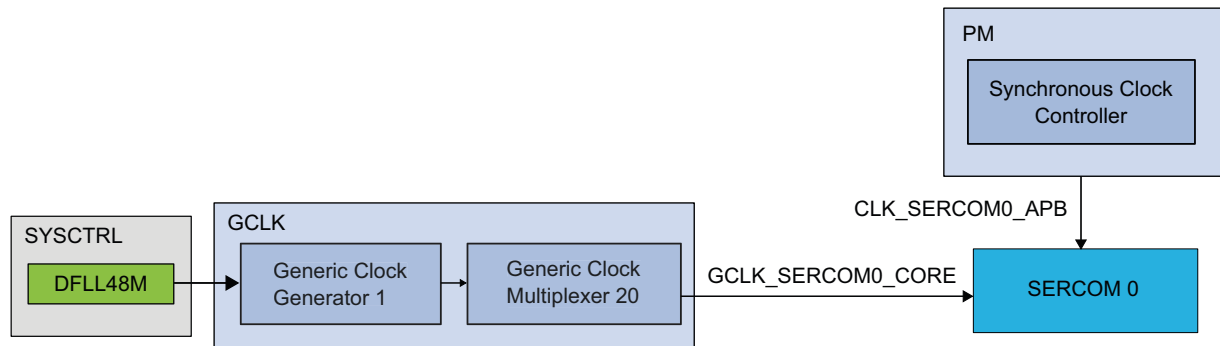 PM
Synchronous Clock
Controller
CLK_SERCOM0_APB
GCLK
SYSCTRL
DFLL48M
Generic Clock
Generator 1
Generic Clock
Multiplexer 20
GCLK_SERCOM0_CORE
SERCOM 0